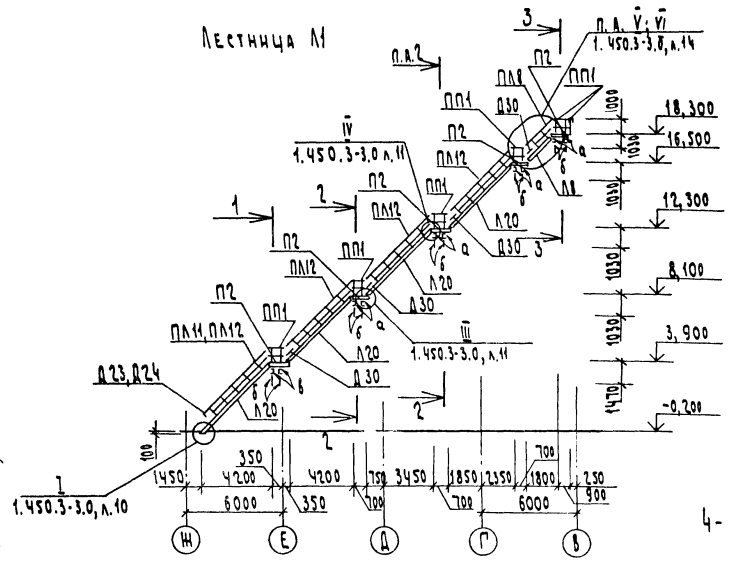 Лестница Л1
3
п.а. V; VI
1.450.3-3.8, л.14
п.а.2
П2
ПЛ8
ПП1
Д30
ПП1
1000
18,300
IV
1.450.3-3.0 л.11
П2
ПЛ12
а
б
1030
16,500
Л8
а
б
П2
ПП1
1030
1
2
ПЛ12
Л20
12,300
Д30
3
а
б
П2
ПП1
ПЛ12
Л20
1030
8,100
П2
ПП1
Д30
а
б
III
1.450.3-3.0, л.11
1030
ПЛ11, ПЛ12
Л20
3,900
Д23, Д24
Д30
б
в
1470
Л20
2
2
-0,200
100
350
700
1450
4200
4200
750
3450
1850
2350
1800
250
350
700
700
900
I
1.450.3-3.0, л.10
6000
6000
Ж
Е
Д
Г
В
4-